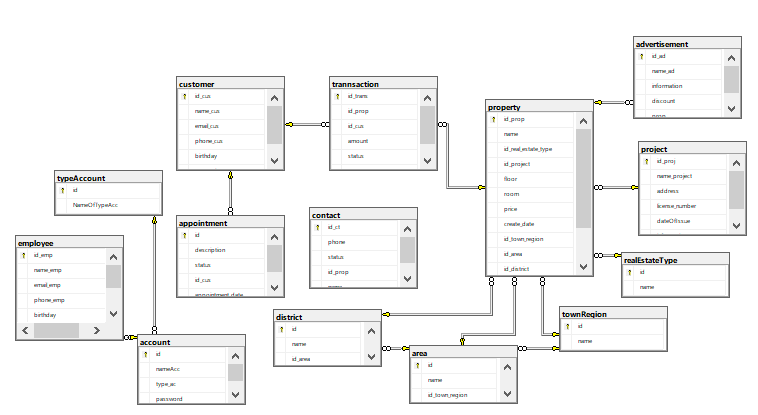 advertisement
id_ad
name_ad
information
discount
customer
id_cus
name_cus
email_cus
phone_cus
birthday
trannsaction
id_trans
id_prop
id_cus
amount
status
property
id_prop
name
id_real_estate_type
id_project
floor
room
price
create_date
id_town_region
id_area
id_district
project
id_proj
name_project
address
license_number
dateOfIssue
typeAccount
id
NameOfTypeAcc
appointment
id
description
status
id_cus
appointment_date
contact
id_ct
phone
status
id_prop
employee
id_emp
name_emp
email_emp
phone_emp
birthday
realEstateType
id
name
district
id
name
id_area
townRegion
id
name
account
id
nameAcc
type_ac
password
area
id
name
id_town_region